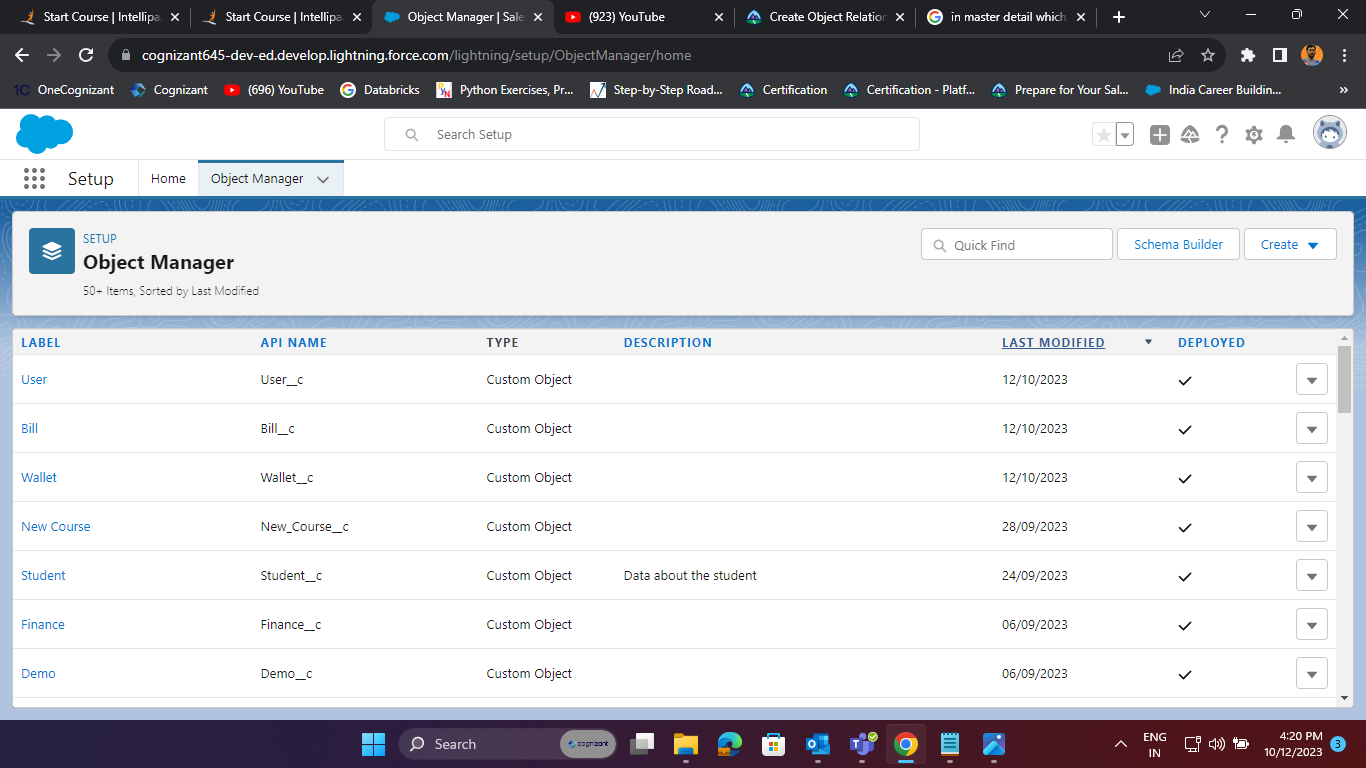 Start Course | Intellipaa
Start Course | Intellipaa
Object Manager | Sale
(923) YouTube
Create Object Relation
in master detail which
cognizant645-dev-ed.develop.lightning.force.com/lightning/setup/ObjectManager/home
1C OneCognizant
Cognizant
(696) YouTube
Databricks
Python Exercises, Pr...
Step-by-Step Road...
Certification
Certification - Platf...
Prepare for Your Sal...
India Career Buildin...
»
Search Setup
Setup
Home
Object Manager
SETUP
Object Manager
50+ Items, Sorted by Last Modified
Quick Find
Schema Builder
Create
LABEL API NAME TYPE DESCRIPTION LAST MODIFIED DEPLOYED
User User__c Custom Object 12/10/2023
Bill Bill__c Custom Object 12/10/2023
Wallet Wallet__c Custom Object 12/10/2023
New Course New_Course__c Custom Object 28/09/2023
Student Student__c Custom Object Data about the student 24/09/2023
Finance Finance__c Custom Object 06/09/2023
Demo Demo__c Custom Object 06/09/2023
Search
cognizant
ENG
IN
4:20 PM
10/12/2023
3